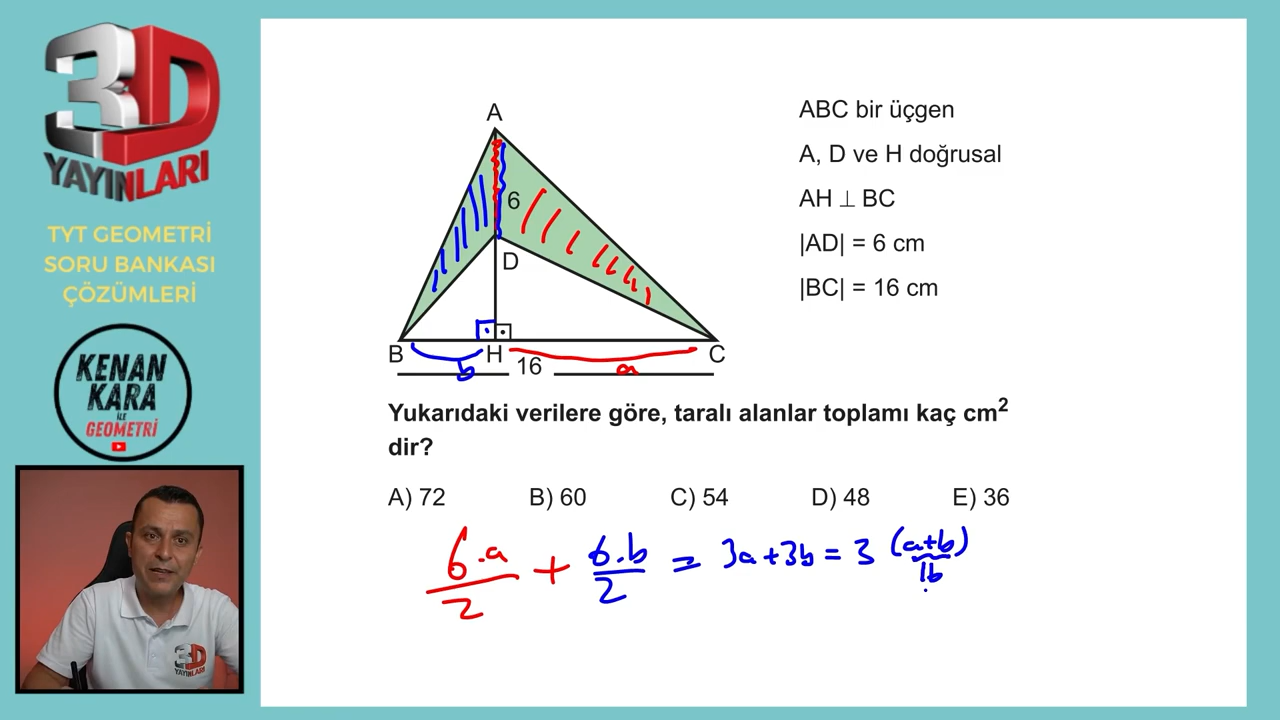 3D
YAYINLARI
TYT GEOMETRİ
SORU BANKASI
ÇÖZÜMLERİ
KENAN
KARA
İLE
GEOMETRİ
3D
YAYINLARI
A
6
D
B
H
C
b
16
a
ABC bir üçgen
A, D ve H doğrusal
AH ⊥ BC
|AD| = 6 cm
|BC| = 16 cm
Yukarıdaki verilere göre, taralı alanlar toplamı kaç cm²
dir?
A) 72 B) 60 C) 54 D) 48 E) 36
6.a/2 + 6.b/2 = 3a+3b = 3 (a+b)
16